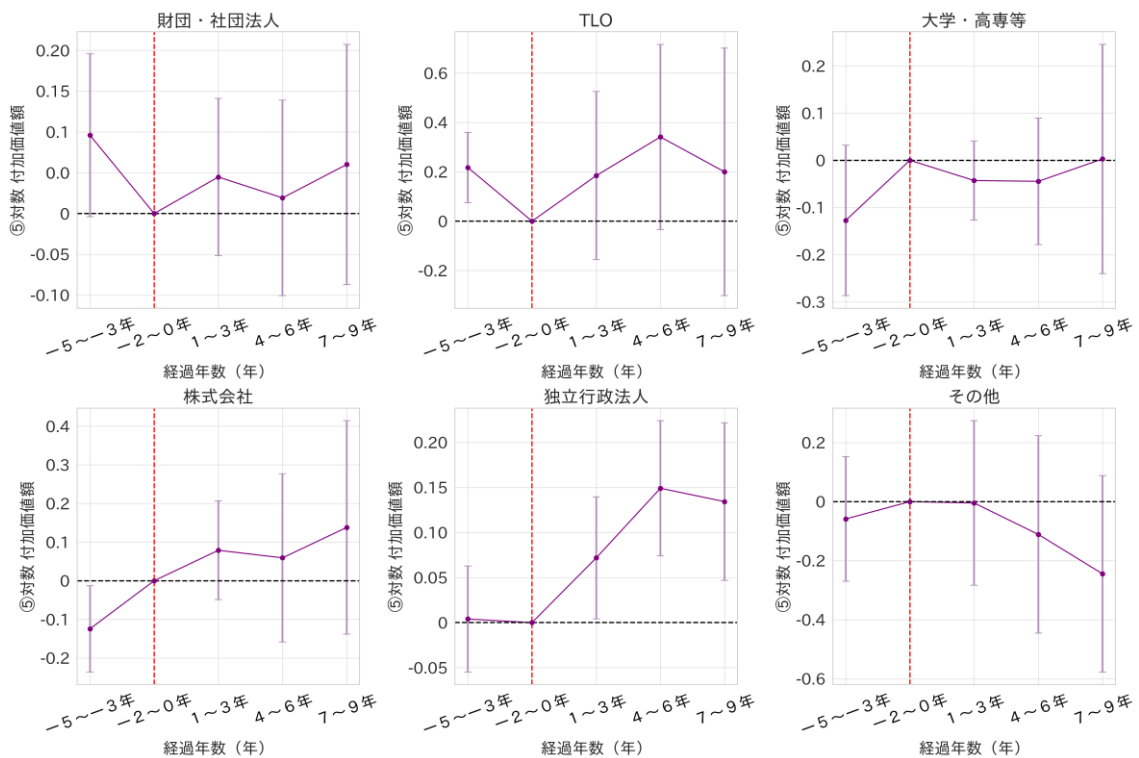 財団・社団法人
⑤対数 付加価値額
0.20
0.15
0.1
0.0
0
-0.05
-0.10
−5～−3年
−2～0年
1～3年
4～6年
7～9年
経過年数（年）
TLO
⑤対数 付加価値額
0.6
0.4
0.2
0
-0.2
−5～−3年
−2～0年
1～3年
4～6年
7～9年
経過年数（年）
大学・高専等
⑤対数 付加価値額
0.2
0.1
0
-0.1
-0.2
-0.3
−5～−3年
−2～0年
1～3年
4～6年
7～9年
経過年数（年）
株式会社
⑤対数 付加価値額
0.4
0.3
0.2
0.1
0
-0.1
-0.2
−5～−3年
−2～0年
1～3年
4～6年
7～9年
経過年数（年）
独立行政法人
⑤対数 付加価値額
0.20
0.15
0.10
0.05
0
-0.05
−5～−3年
−2～0年
1～3年
4～6年
7～9年
経過年数（年）
その他
⑤対数 付加価値額
0.2
0
-0.2
-0.4
-0.6
−5～−3年
−2～0年
1～3年
4～6年
7～9年
経過年数（年）